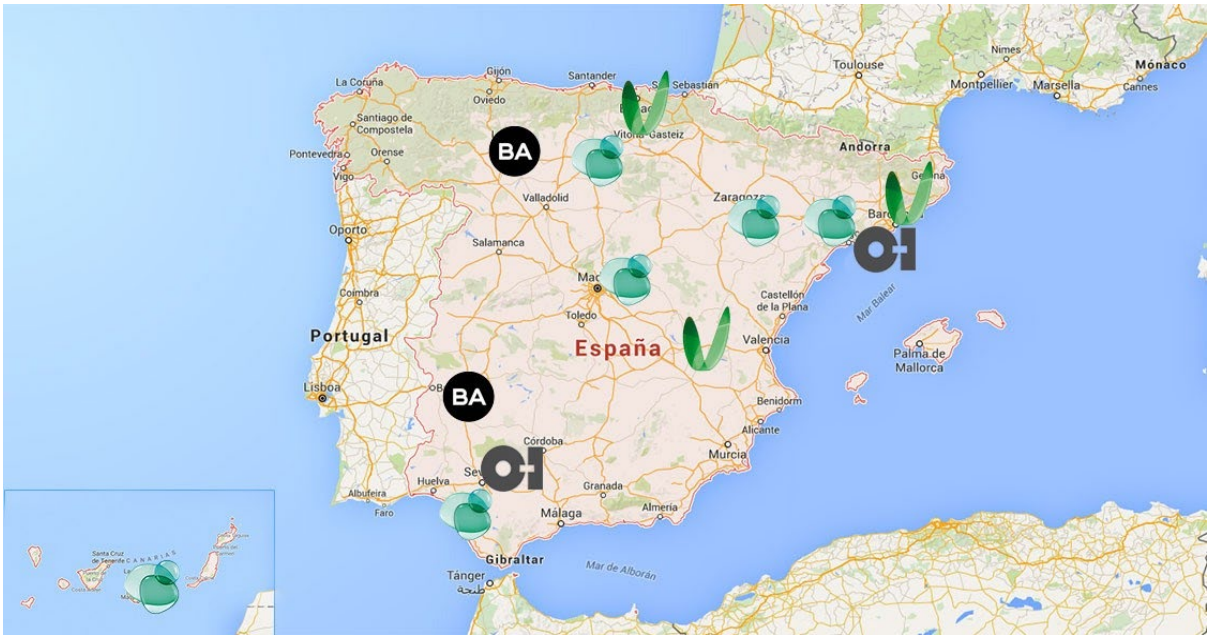 Mónaco
Nimes
Toulouse
Montpellier
Marsella
Cannes
La Coruña
Gijón
Santander
Sebastián
Oviedo
Santiago de
Compostela
Vitoria-Gasteiz
Andorra
Pontevedra
Orense
BA
Vigo
Valladolid
Zaragoza
Oporto
Salamanca
O-I
Coimbra
Castellón
de la Plana
Mar Balear
Toledo
Portugal
España
Valencia
Palma de
Mallorca
Lisboa
BA
Benidorm
Alicante
Córdoba
Murcia
O-I
Huelva
Granada
Albufeira
Faro
Málaga
Almería
Gibraltar
Mar de Alborán
Tánger
طنجة
Santa Cruz
de Tenerife
CANARIAS